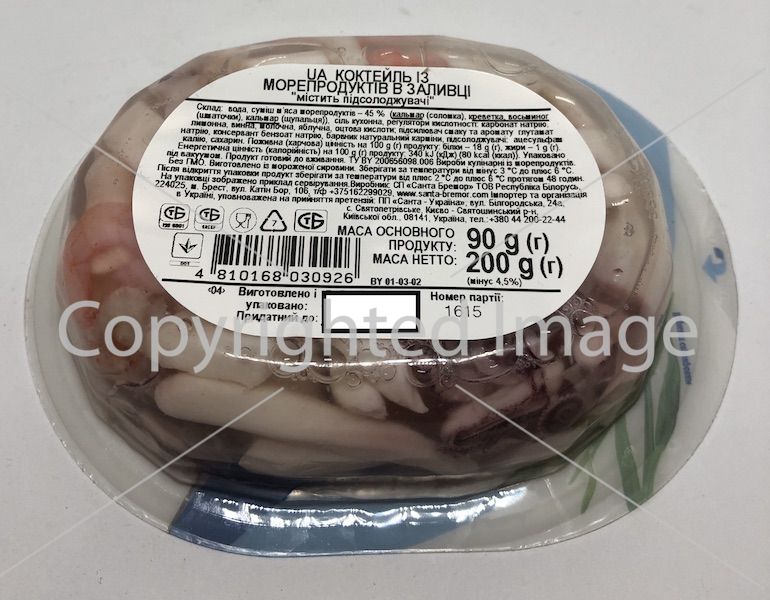 UA КОКТЕЙЛЬ ІЗ
МОРЕПРОДУКТІВ В ЗАЛИВЦІ
"містить підсолоджувачі"
Склад: вода, суміш м'яса морепродуктів – 45 % (кальмар (соломка), креветка, восьминог
(шматочки), кальмар (щупальця)), сіль кухонна, регулятори кислотності: карбонат натрію,
лимонна, винна, молочна, яблучна, оцтова кислоти; підсилювач смаку та аромату глутамат
натрію, консервант бензоат натрію, барвник натуральний кармін, підсолоджувачі: ацесульфам
калію, сахарин. Поживна (харчова) цінність на 100 g (г) продукту: білки – 18 g (г), жири – 1 g (г).
Енергетична цінність (калорійність) на 100 g (г) продукту: 340 kJ (кДж) (80 kcal (ккал)). Упаковано
під вакуумом. Продукт готовий до вживання. ТУ BY 200656098.006 Вироби кулінарні із морепродуктів.
Без ГМО. Виготовлено із мороженої сировини. Зберігати за температури від мінус 3 °С до плюс 6 °С.
Після відкриття упаковки продукт зберігати за температури від плюс 2 °С до плюс 6 °С протягом 48 годин.
На упаковці зображено приклад сервірування. Виробник: СП «Санта Бремор» ТОВ Республіка Білорусь,
224025, м. Брест, вул. Катін Бор, 106, т/ф +375162299029, www.santa-bremor.com Імпортер та організація
в Україні, уповноважена на прийняття претензій: ПП «Санта - Україна», вул. Білогородська, 24а,
с. Святопетрівське, Києво - Святошинський р-н,
Київської обл., 08141, Україна, тел.:+380 44 206-22-44
МАСА ОСНОВНОГО
ПРОДУКТУ: 90 g (г)
МАСА НЕТТО: 200 g (г)
(мінус 4,5%)
4 810168 030926
BY 01-03-02
‹04› Виготовлено і
упаковано:
Придатний до:
Номер партії:
1615
Copyrighted Image